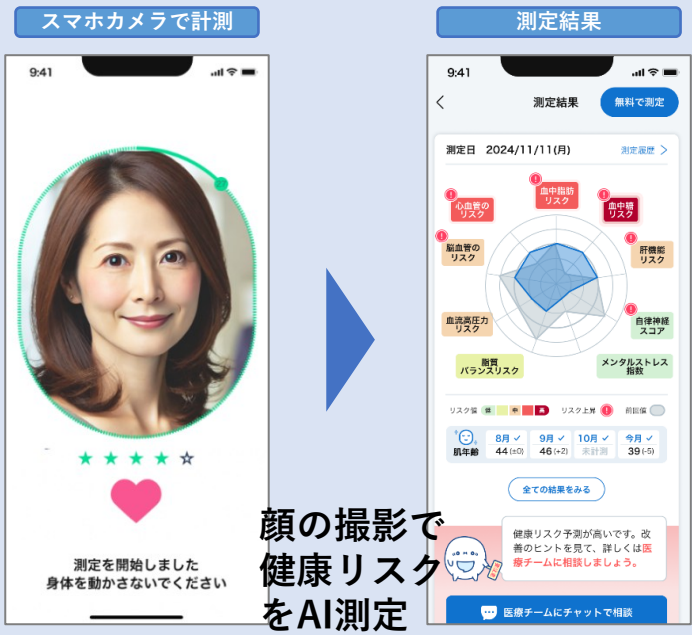 スマホカメラで計測
測定結果
9:41
測定を開始しました
身体を動かさないでください
9:41
測定結果
無料で測定
測定日 2024/11/11(月)
測定履歴
血中脂肪
リスク
心血管の
リスク
血中糖
リスク
脳血管の
リスク
肝機能
リスク
血流高圧力
リスク
自律神経
スコア
脂質
バランスリスク
メンタルストレス
指数
リスク値 低 中 高 リスク上昇 前回値
肌年齢
8月 9月 10月 今月
44(±0) 46(+2) 未計測 39(-5)
全ての結果をみる
健康リスク予測が高いです。改
善のヒントを見て、詳しくは医
療チームに相談しましょう。
医療チームにチャットで相談
顔の撮影で
健康リスク
をAI測定